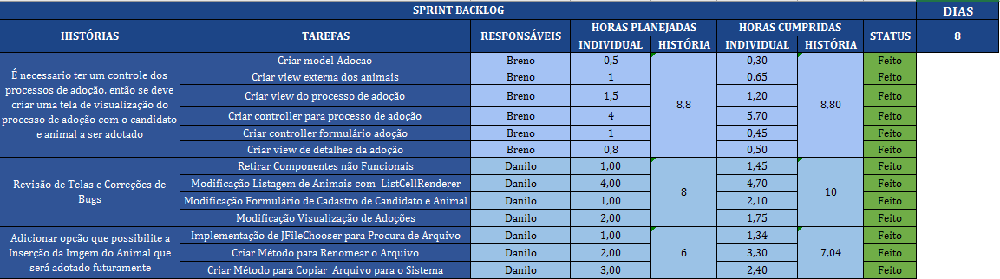 SPRINT BACKLOG
DIAS
HISTÓRIAS
TAREFAS
RESPONSÁVEIS
HORAS PLANEJADAS
HORAS CUMPRIDAS
STATUS
8
INDIVIDUAL
HISTÓRIA
INDIVIDUAL
HISTÓRIA
É necessario ter um controle dos
processos de adoção, então se deve
criar uma tela de visualização do
processo de adoção com o candidato
e animal a ser adotado
Criar model Adocao Breno 0,5 0,30 Feito
Criar view externa dos animais Breno 1 0,65 Feito
Criar view do processo de adoção Breno 1,5 1,20 Feito
8,8 8,80
Criar controller para processo de adoção Breno 4 5,70 Feito
Criar controller formulário adoção Breno 1 0,45 Feito
Criar view de detalhes da adoção Breno 0,8 0,50 Feito
Revisão de Telas e Correções de
Bugs
Retirar Componentes não Funcionais Danilo 1,00 1,45 Feito
Modificação Listagem de Animais com ListCellRenderer Danilo 4,00 4,70 Feito
8 10
Modificação Formulário de Cadastro de Candidato e Animal Danilo 1,00 2,10 Feito
Modificação Visualização de Adoções Danilo 2,00 1,75 Feito
Adicionar opção que possibilite a
Inserção da Imgem do Animal que
será adotado futuramente
Implementação de JFileChooser para Procura de Arquivo Danilo 1,00 1,34 Feito
Criar Método para Renomear o Arquivo Danilo 2,00 6 3,30 7,04 Feito
Criar Método para Copiar Arquivo para o Sistema Danilo 3,00 2,40 Feito